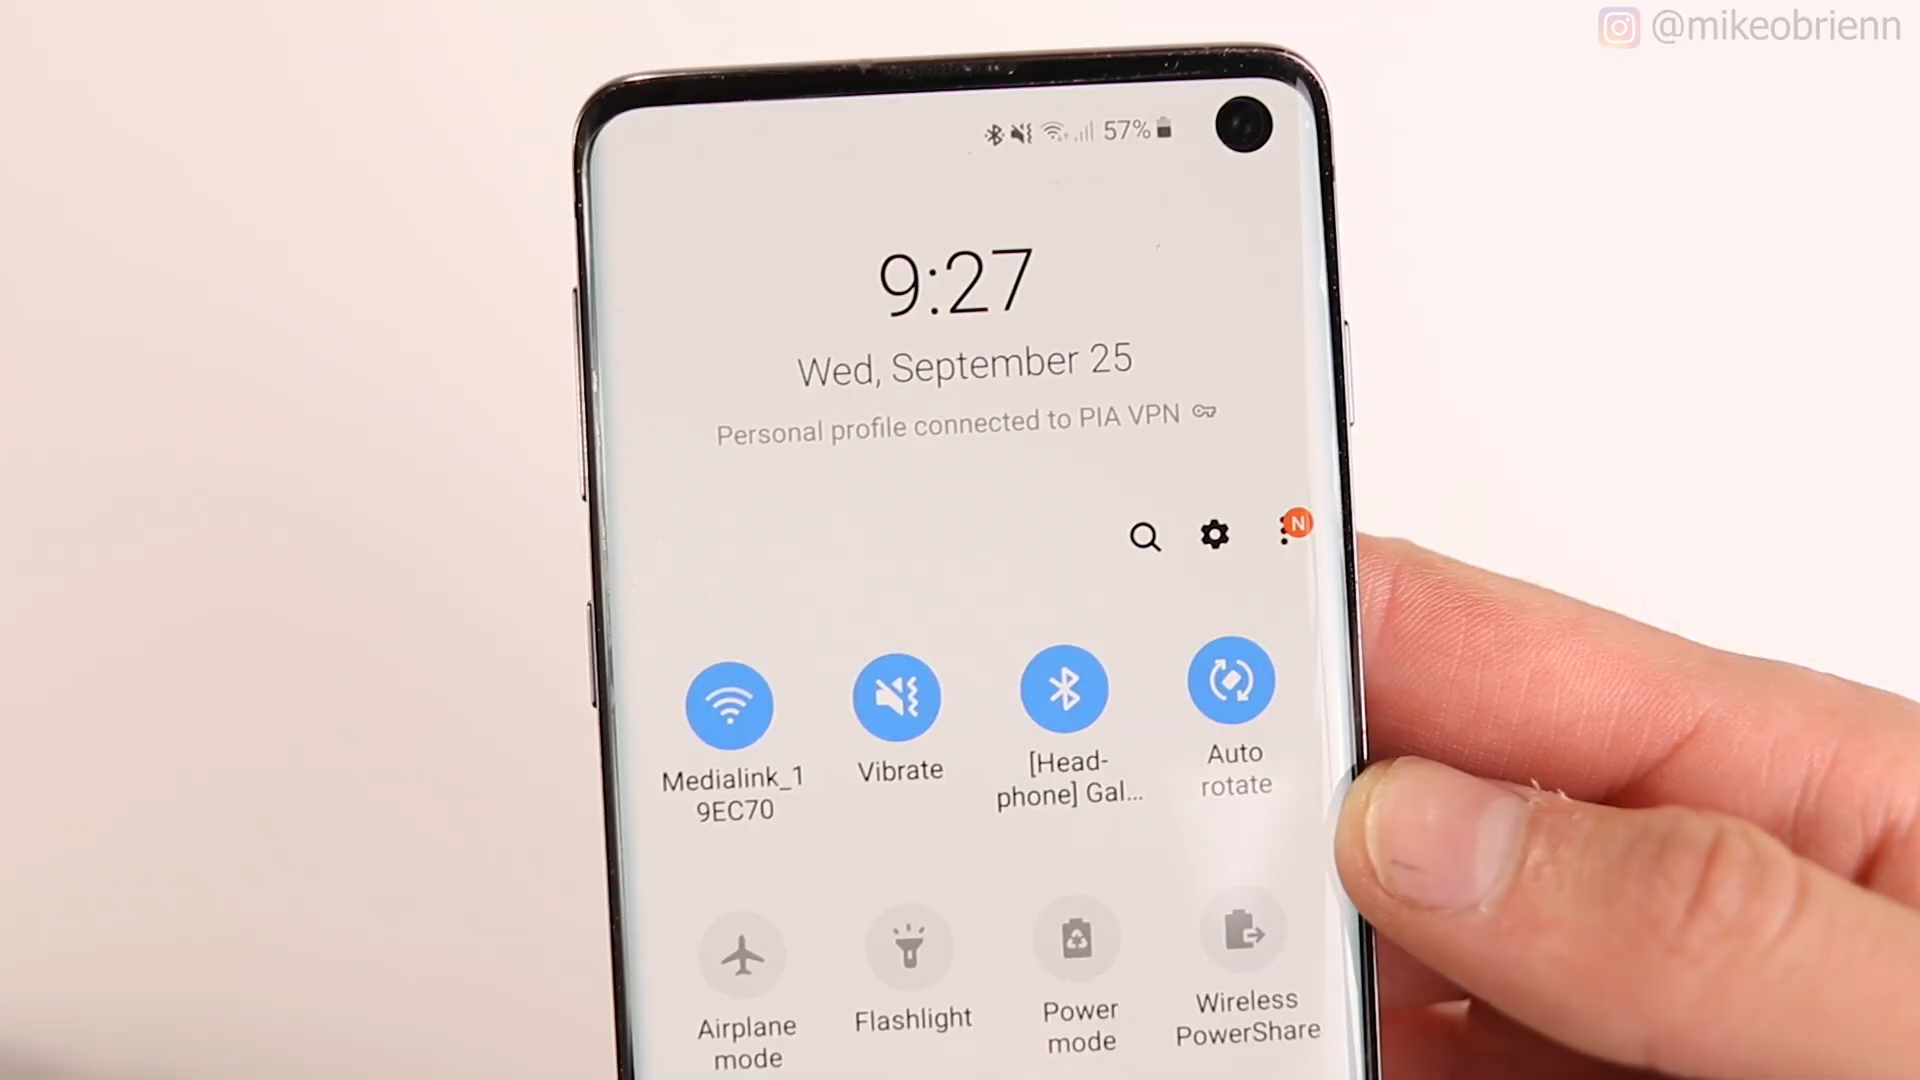 @mikeobrienn
57%
9:27
Wed, September 25
Personal profile connected to PIA VPN
N
Medialink_1
9EC70
Vibrate
[Head-
phone] Gal...
Auto
rotate
Airplane
mode
Flashlight
Power
mode
Wireless
PowerShare